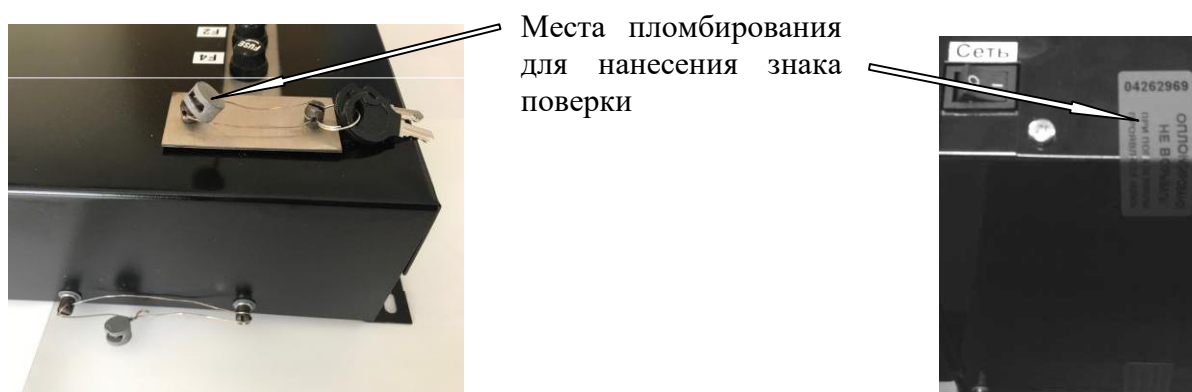 F2
FUSE
F4
Места пломбирования
для нанесения знака
поверки
Сеть
04262969
ОПЛОМБИРОВАНО
НЕ ВСКРЫВАТЬ